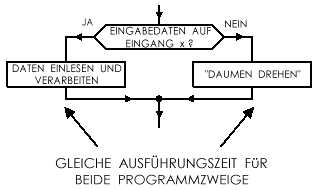 JA
EINGABEDATEN AUF
EINGANG x ?
NEIN
DATEN EINLESEN UND
VERARBEITEN
"DAUMEN DREHEN"
GLEICHE AUSFÜHRUNGSZEIT FüR
BEIDE PROGRAMMZWEIGE